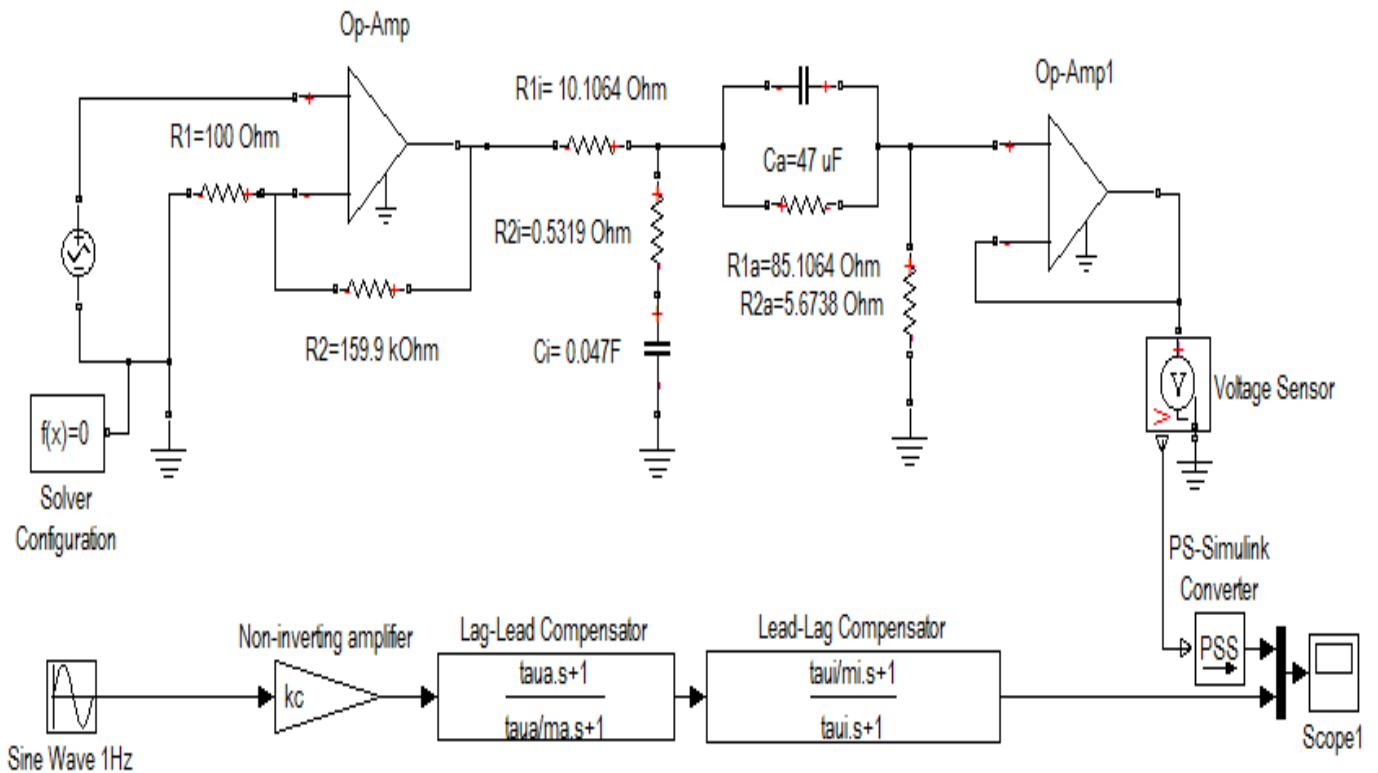 Op-Amp
Op-Amp1
R1i= 10.1064 Ohm
R1=100 Ohm
Ca=47 uF
R2i=0.5319 Ohm
R1a=85.1064 Ohm
R2a=5.6738 Ohm
R2=159.9 kOhm
Ci= 0.047F
V
Voltage Sensor
f(x)=0
Solver
Configuration
PS-Simulink
Converter
PSS
Non-inverting amplifier
Lag-Lead Compensator
Lead-Lag Compensator
kc
taua.s+1
taua/ma.s+1
taui/mi.s+1
taui.s+1
Sine Wave 1Hz
Scope1